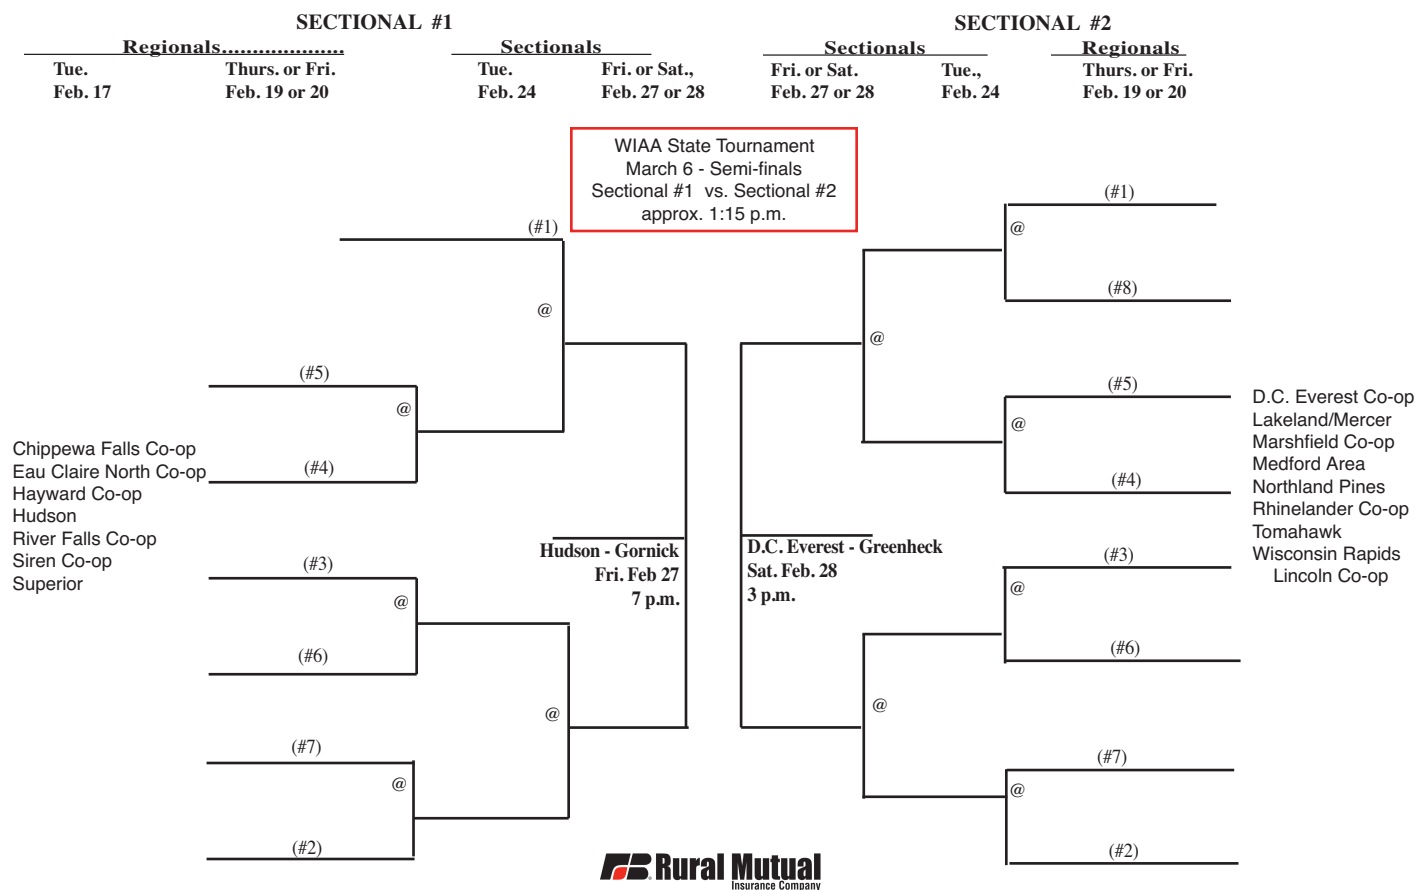 SECTIONAL #1
Regionals....................
Sectionals
Tue.
Feb. 17
Thurs. or Fri.
Feb. 19 or 20
Tue.
Feb. 24
Fri. or Sat.,
Feb. 27 or 28
SECTIONAL #2
Sectionals
Regionals
Fri. or Sat.
Feb. 27 or 28
Tue.,
Feb. 24
Thurs. or Fri.
Feb. 19 or 20
WIAA State Tournament
March 6 - Semi-finals
Sectional #1 vs. Sectional #2
approx. 1:15 p.m.
(#1)
@
(#5)
@
(#4)
Chippewa Falls Co-op
Eau Claire North Co-op
Hayward Co-op
Hudson
River Falls Co-op
Siren Co-op
Superior
(#3)
@
(#6)
@
(#7)
@
(#2)
Hudson - Gornick
Fri. Feb 27
7 p.m.
D.C. Everest - Greenheck
Sat. Feb. 28
3 p.m.
(#1)
@
(#8)
@
(#5)
@
(#4)
D.C. Everest Co-op
Lakeland/Mercer
Marshfield Co-op
Medford Area
Northland Pines
Rhinelander Co-op
Tomahawk
Wisconsin Rapids
Lincoln Co-op
(#3)
@
(#6)
@
(#7)
@
(#2)
Rural Mutual
Insurance Company